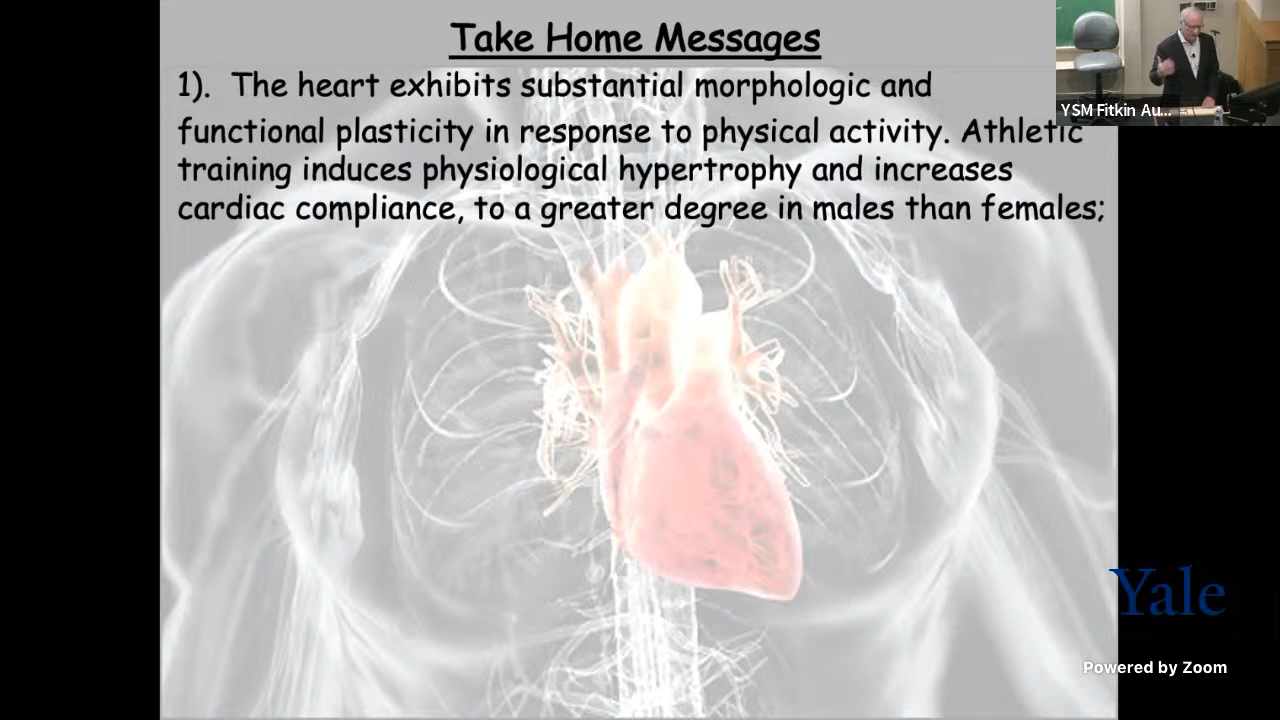 Take Home Messages
1). The heart exhibits substantial morphologic and
functional plasticity in response to physical activity. Athletic
training induces physiological hypertrophy and increases
cardiac compliance, to a greater degree in males than females;
YSM Fitkin Au...
Yale
Powered by Zoom